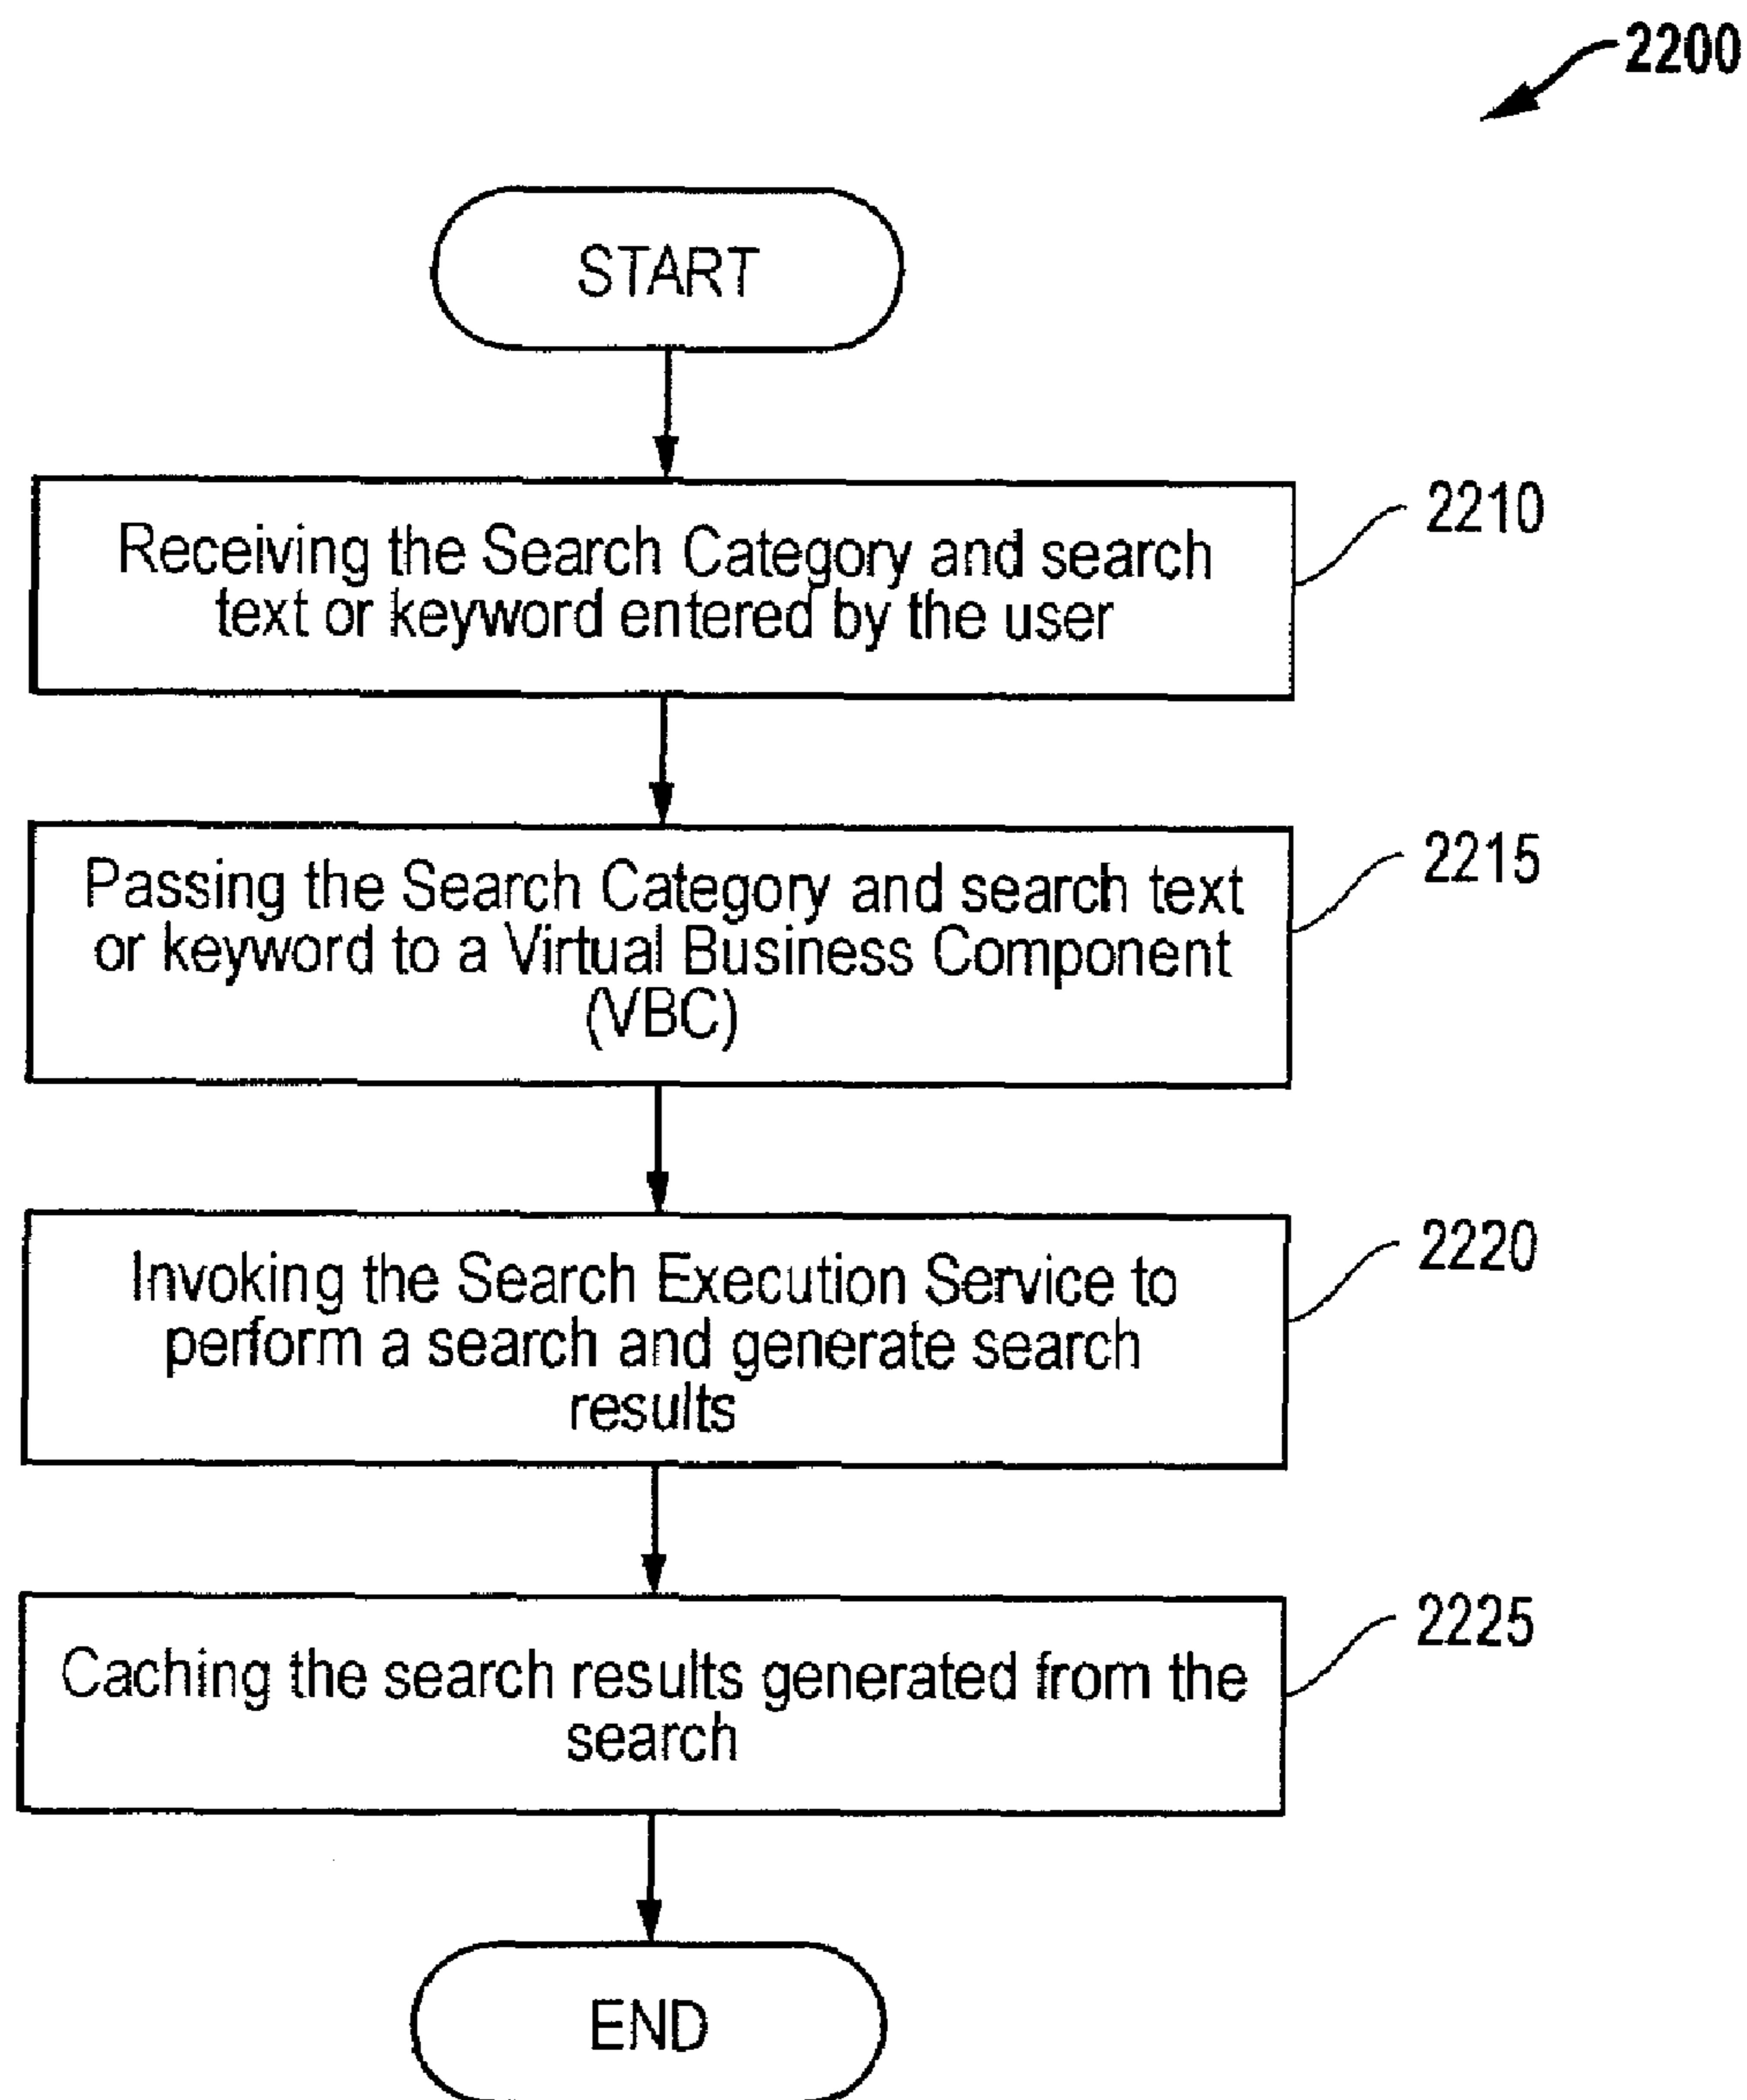 2200
START
Receiving the Search Category and search
text or keyword entered by the user
2210
Passing the Search Category and search text
or keyword to a Virtual Business Component
(VBC)
2215
Invoking the Search Execution Service to
perform a search and generate search
results
2220
Caching the search results generated from the
search
2225
END